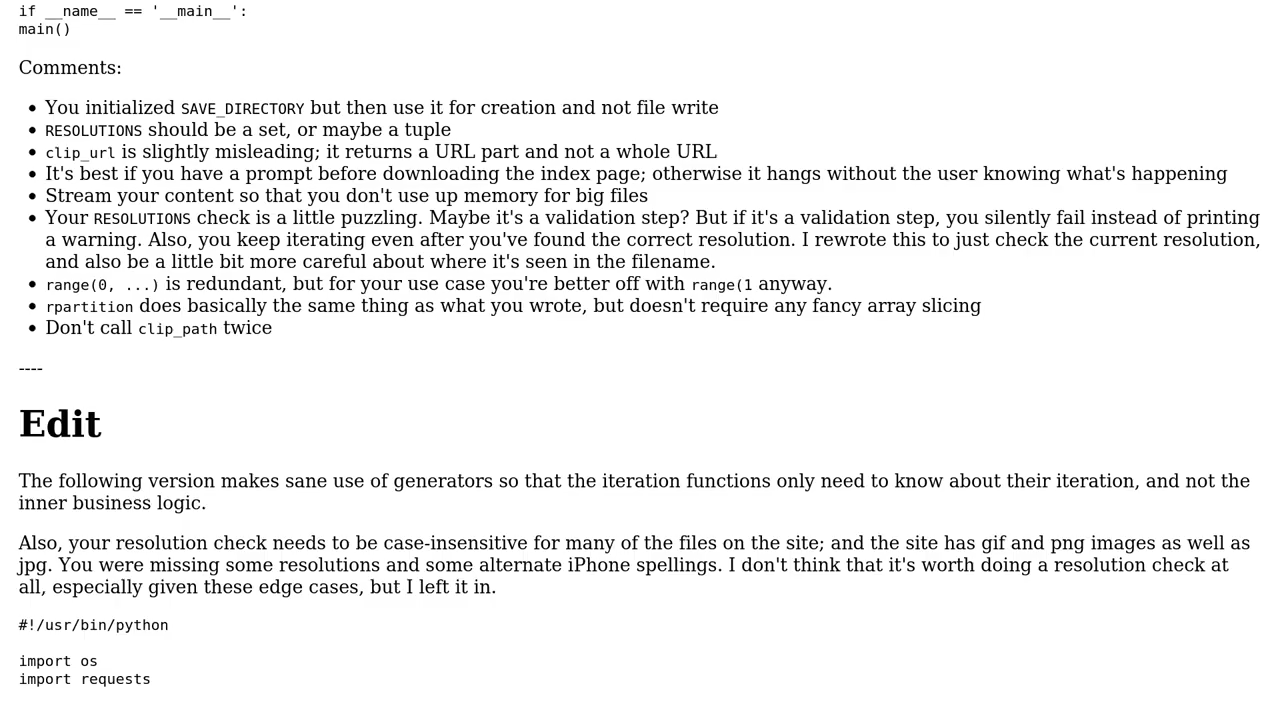 if __name__ == '__main__':
main()
Comments:
• You initialized SAVE_DIRECTORY but then use it for creation and not file write
• RESOLUTIONS should be a set, or maybe a tuple
• clip_url is slightly misleading; it returns a URL part and not a whole URL
• It's best if you have a prompt before downloading the index page; otherwise it hangs without the user knowing what's happening
• Stream your content so that you don't use up memory for big files
• Your RESOLUTIONS check is a little puzzling. Maybe it's a validation step? But if it's a validation step, you silently fail instead of printing
a warning. Also, you keep iterating even after you've found the correct resolution. I rewrote this to just check the current resolution,
and also be a little bit more careful about where it's seen in the filename.
• range(0, ...) is redundant, but for your use case you're better off with range(1 anyway.
• rpartition does basically the same thing as what you wrote, but doesn't require any fancy array slicing
• Don't call clip_path twice
----
Edit
The following version makes sane use of generators so that the iteration functions only need to know about their iteration, and not the
inner business logic.
Also, your resolution check needs to be case-insensitive for many of the files on the site; and the site has gif and png images as well as
jpg. You were missing some resolutions and some alternate iPhone spellings. I don't think that it's worth doing a resolution check at
all, especially given these edge cases, but I left it in.
#!/usr/bin/python
import os
import requests